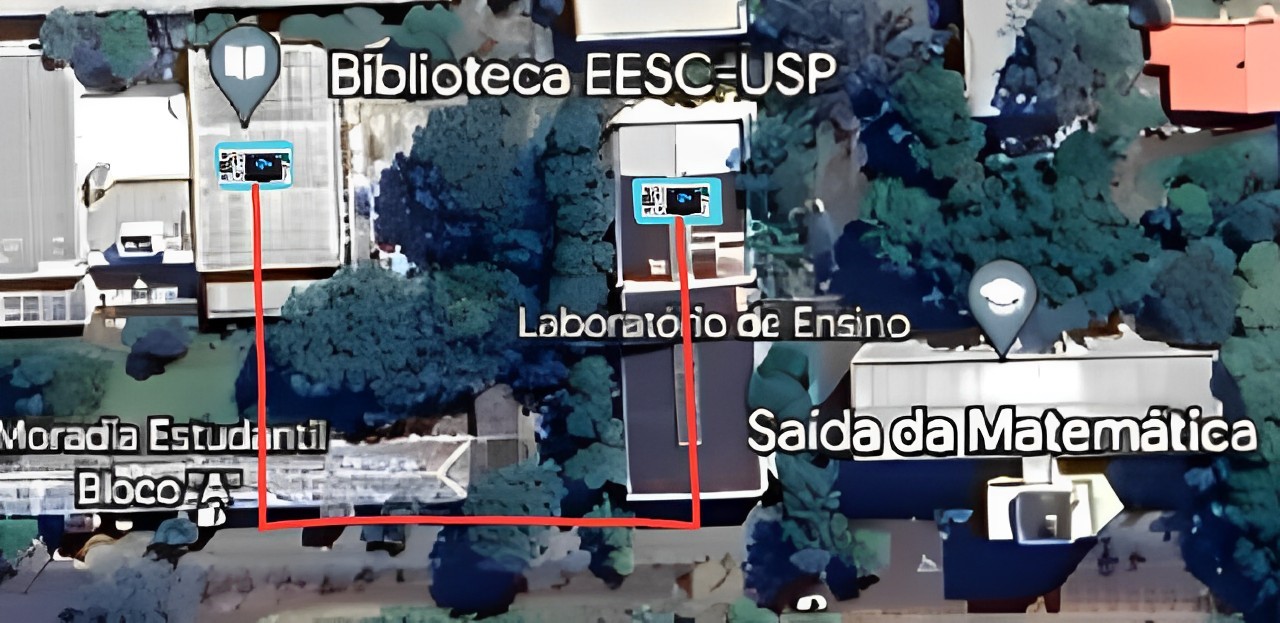 Biblioteca EESC-USP
Laboratório de Ensino
Moradia Estudantil
Bloco "A"
Saída da Matemática